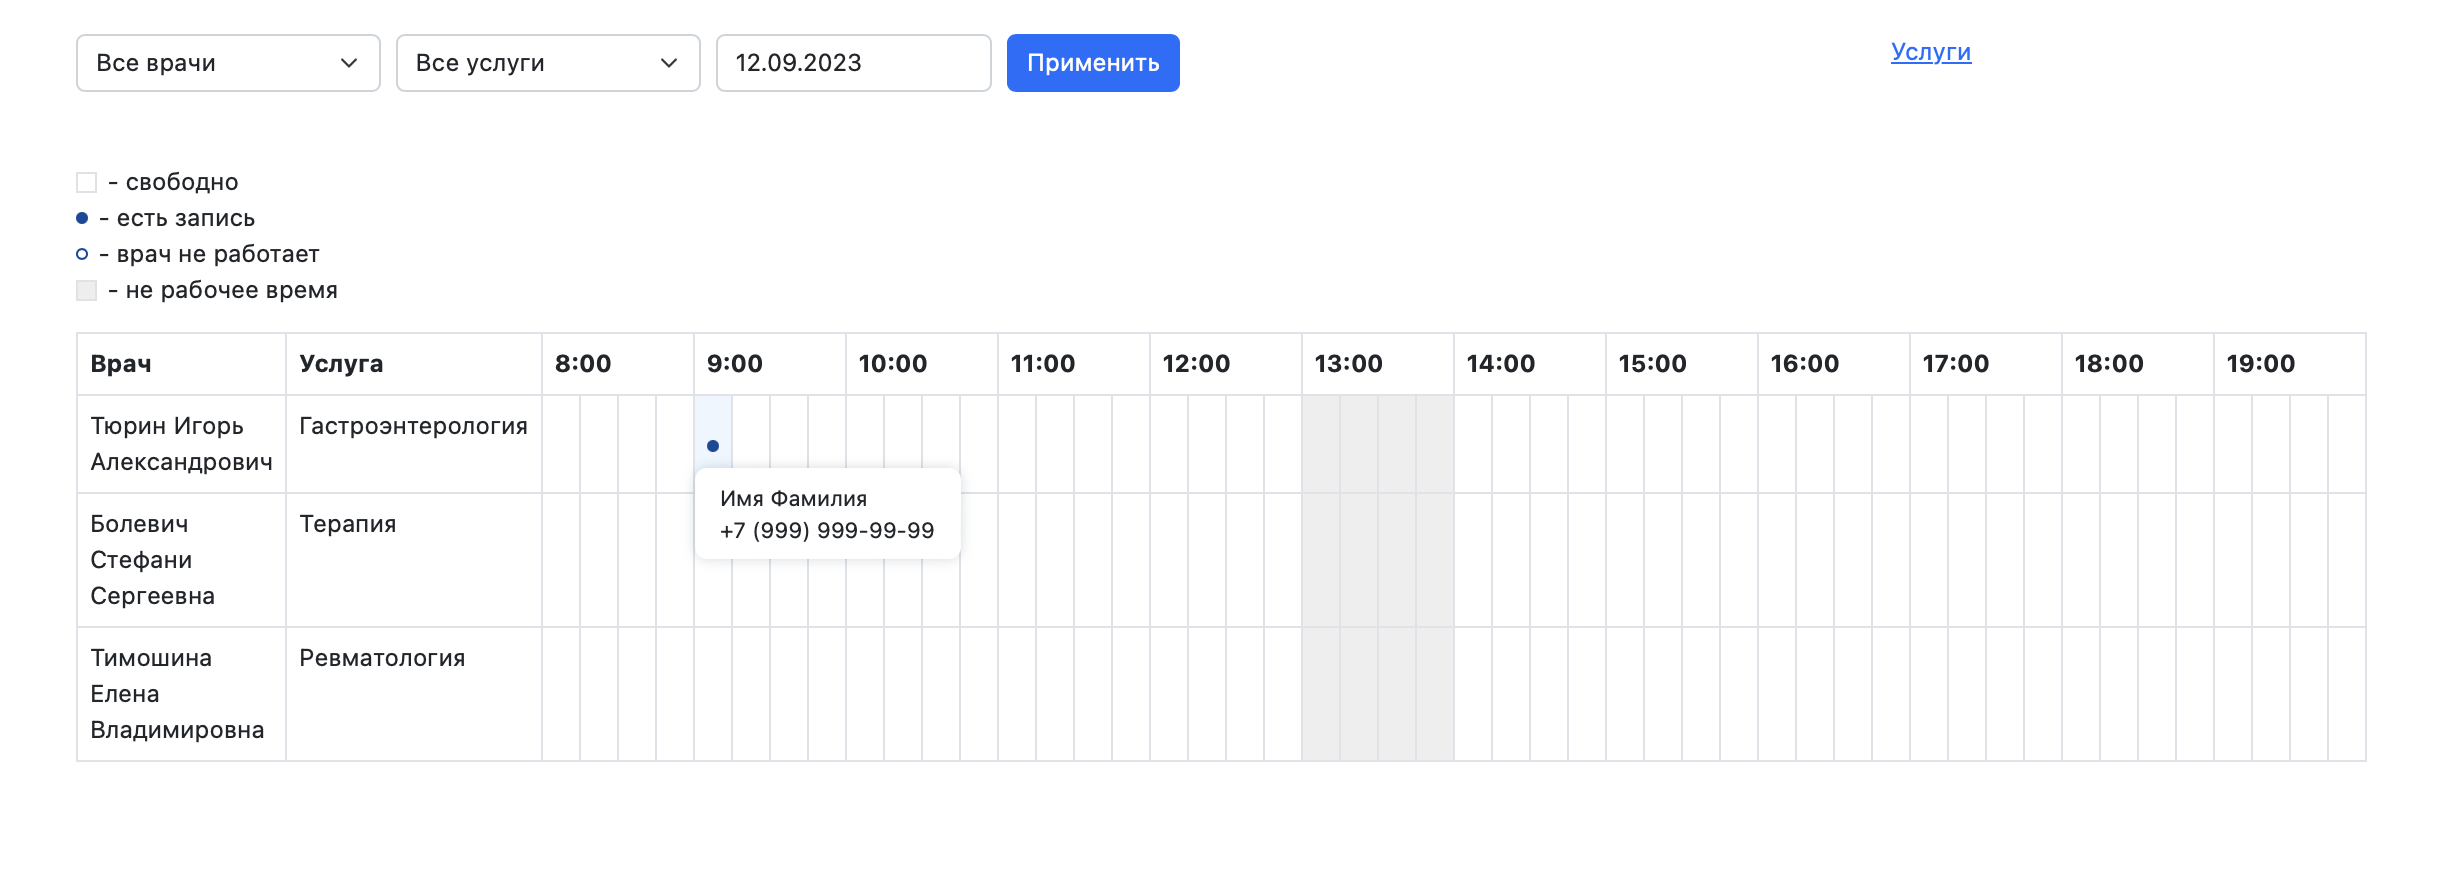 Все врачи
Все услуги
12.09.2023
Применить
Услуги
- свободно
- есть запись
- врач не работает
- не рабочее время
Врач Услуга 8:00 9:00 10:00 11:00 12:00 13:00 14:00 15:00 16:00 17:00 18:00 19:00
Тюрин Игорь
Александрович
Гастроэнтерология
Имя Фамилия
+7 (999) 999-99-99
Болевич
Стефани
Сергеевна
Терапия
Тимошина
Елена
Владимировна
Ревматология